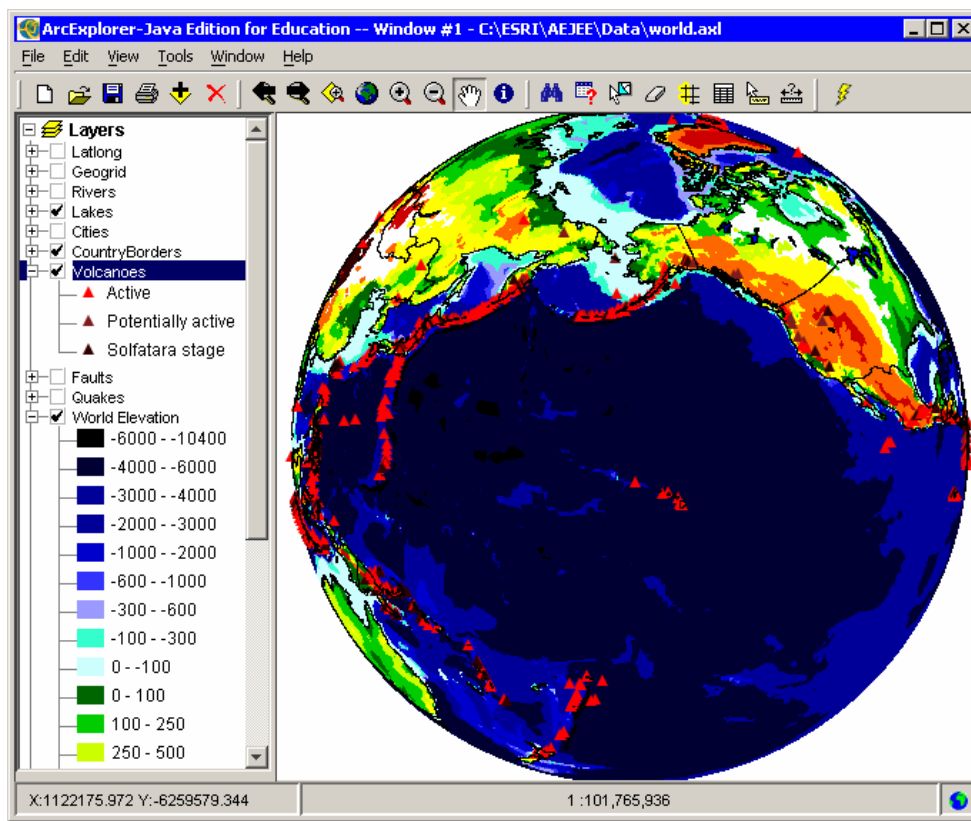 ArcExplorer-Java Edition for Education -- Window #1 - C:\ESRI\AEJEE\Data\world.axl
File Edit View Tools Window Help
Layers
Latlong
Geogrid
Rivers
Lakes
Cities
CountryBorders
Volcanoes
Active
Potentially active
Solfatara stage
Faults
Quakes
World Elevation
-6000 - -10400
-4000 - -6000
-3000 - -4000
-2000 - -3000
-1000 - -2000
-600 - -1000
-300 - -600
-100 - -300
0 - -100
0 - 100
100 - 250
250 - 500
X:1122175.972 Y:-6259579.344
1 :101,765,936